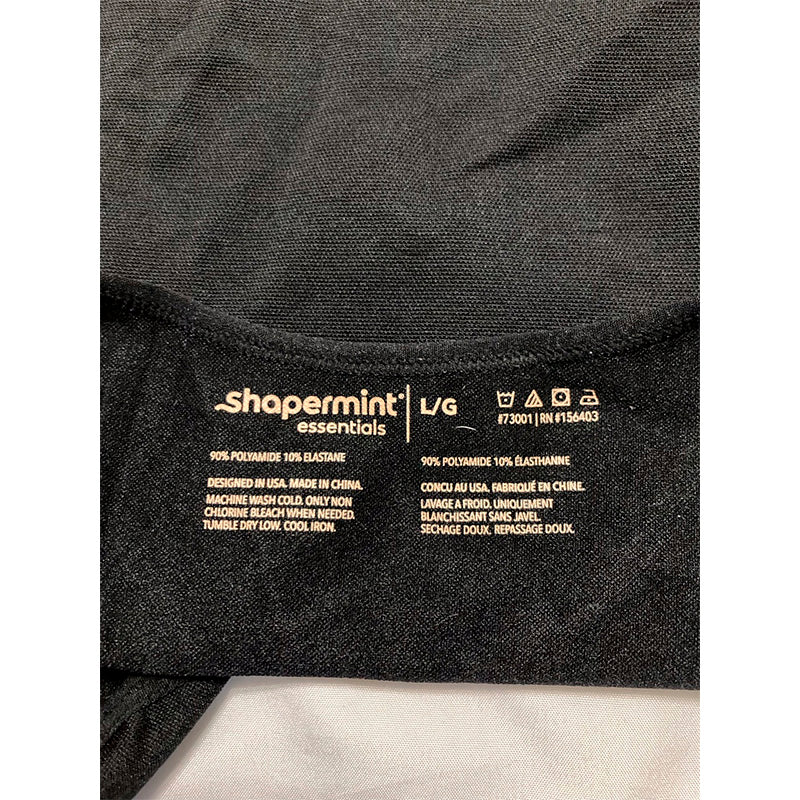 shapermint
essentials
L/G
#73001 | RN #156403
90% POLYAMIDE 10% ELASTANE
DESIGNED IN USA. MADE IN CHINA.
MACHINE WASH COLD. ONLY NON
CHLORINE BLEACH WHEN NEEDED.
TUMBLE DRY LOW. COOL IRON.
90% POLYAMIDE 10% ÉLASTHANNE
CONCU AU USA. FABRIQUÉ EN CHINE.
LAVAGE A FROID. UNIQUEMENT
BLANCHISSANT SANS JAVEL.
SECHAGE DOUX. REPASSAGE DOUX.